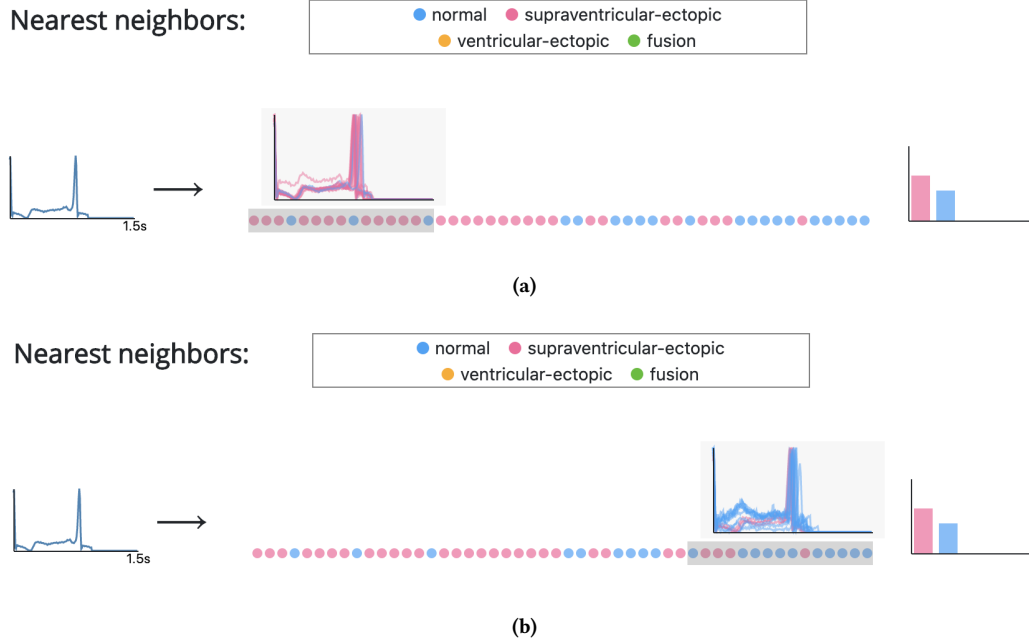 Nearest neighbors:
normal supraventricular-ectopic
ventricular-ectopic fusion
1.5s
(a)
Nearest neighbors:
normal supraventricular-ectopic
ventricular-ectopic fusion
1.5s
(b)